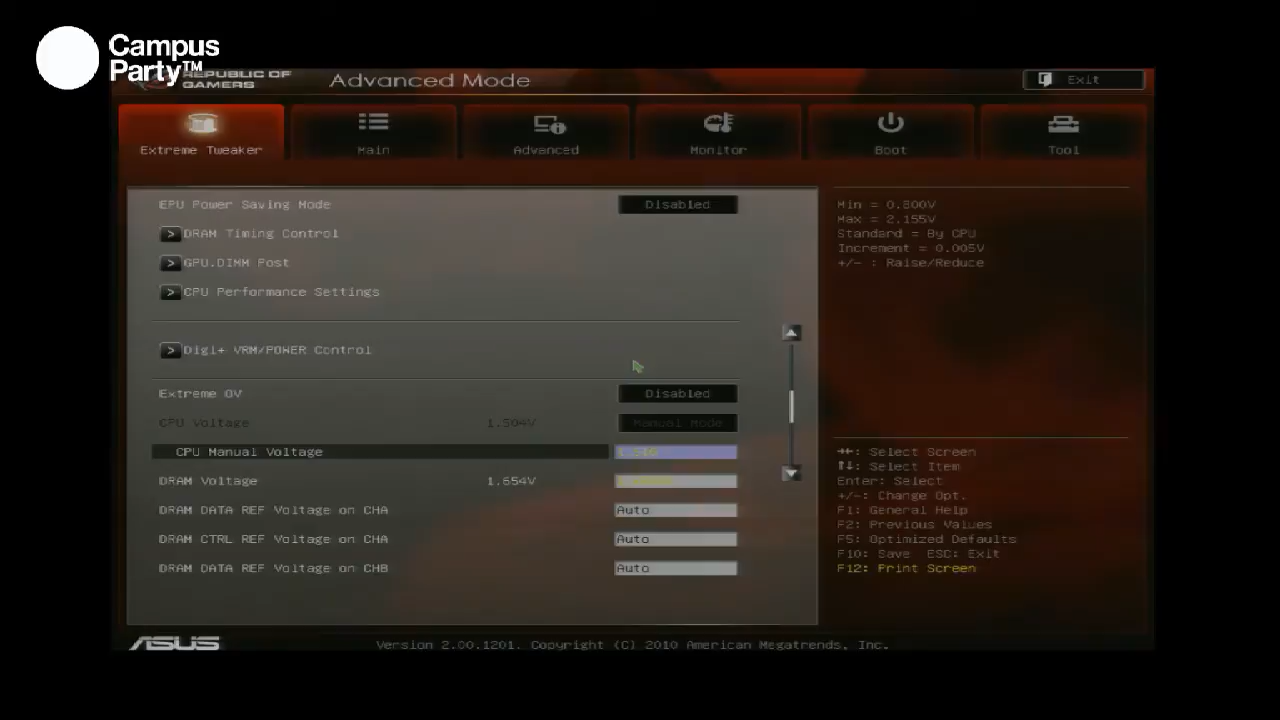 Campus
Party™
REPUBLIC OF
GAMERS
Advanced Mode
Exit
Extreme Tweaker
Main
Advanced
Monitor
Boot
Tool
EPU Power Saving Mode
Disabled
> DRAM Timing Control
> GPU.DIMM Post
> CPU Performance Settings
> Digi+ VRM/POWER Control
Extreme OV
Disabled
CPU Voltage
1.504V
Manual Mode
CPU Manual Voltage
DRAM Voltage
1.654V
DRAM DATA REF Voltage on CHA
Auto
DRAM CTRL REF Voltage on CHA
Auto
DRAM DATA REF Voltage on CHB
Auto
Min = 0.800V
Max = 2.155V
Standard = By CPU
Increment = 0.005V
+/- : Raise/Reduce
→←: Select Screen
↑↓: Select Item
Enter: Select
+/-: Change Opt.
F1: General Help
F2: Previous Values
F5: Optimized Defaults
F10: Save ESC: Exit
F12: Print Screen
ASUS
Version 2.00.1201. Copyright (C) 2010 American Megatrends, Inc.